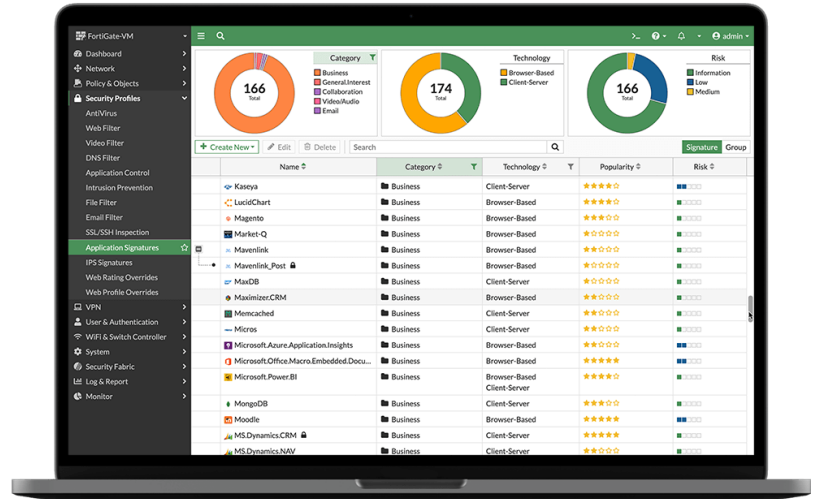 FortiGate-VM
admin
Dashboard
Network
Policy & Objects
Security Profiles
AntiVirus
Web Filter
Video Filter
DNS Filter
Application Control
Intrusion Prevention
File Filter
Email Filter
SSL/SSH Inspection
Application Signatures
IPS Signatures
Web Rating Overrides
Web Profile Overrides
VPN
User & Authentication
WiFi & Switch Controller
System
Security Fabric
Log & Report
Monitor
166
Total
Category
Business
General.Interest
Collaboration
Video/Audio
Email
174
Total
Technology
Browser-Based
Client-Server
166
Total
Risk
Information
Low
Medium
+ Create New Edit Delete Search Signature Group
Name Category Technology Popularity Risk
Kaseya Business Client-Server
LucidChart Business Browser-Based
Magento Business Browser-Based
Market-Q Business Browser-Based
Mavenlink Business Browser-Based
Mavenlink_Post Business Browser-Based
MaxDB Business Client-Server
Maximizer.CRM Business Browser-Based
Memcached Business Client-Server
Micros Business Client-Server
Microsoft.Azure.Application.Insights Business Browser-Based
Microsoft.Office.Macro.Embedded.Docu... Business Browser-Based
Microsoft.Power.BI Business Browser-Based
Client-Server
MongoDB Business Client-Server
Moodle Business Browser-Based
MS.Dynamics.CRM Business Client-Server
MS.Dynamics.NAV Business Client-Server